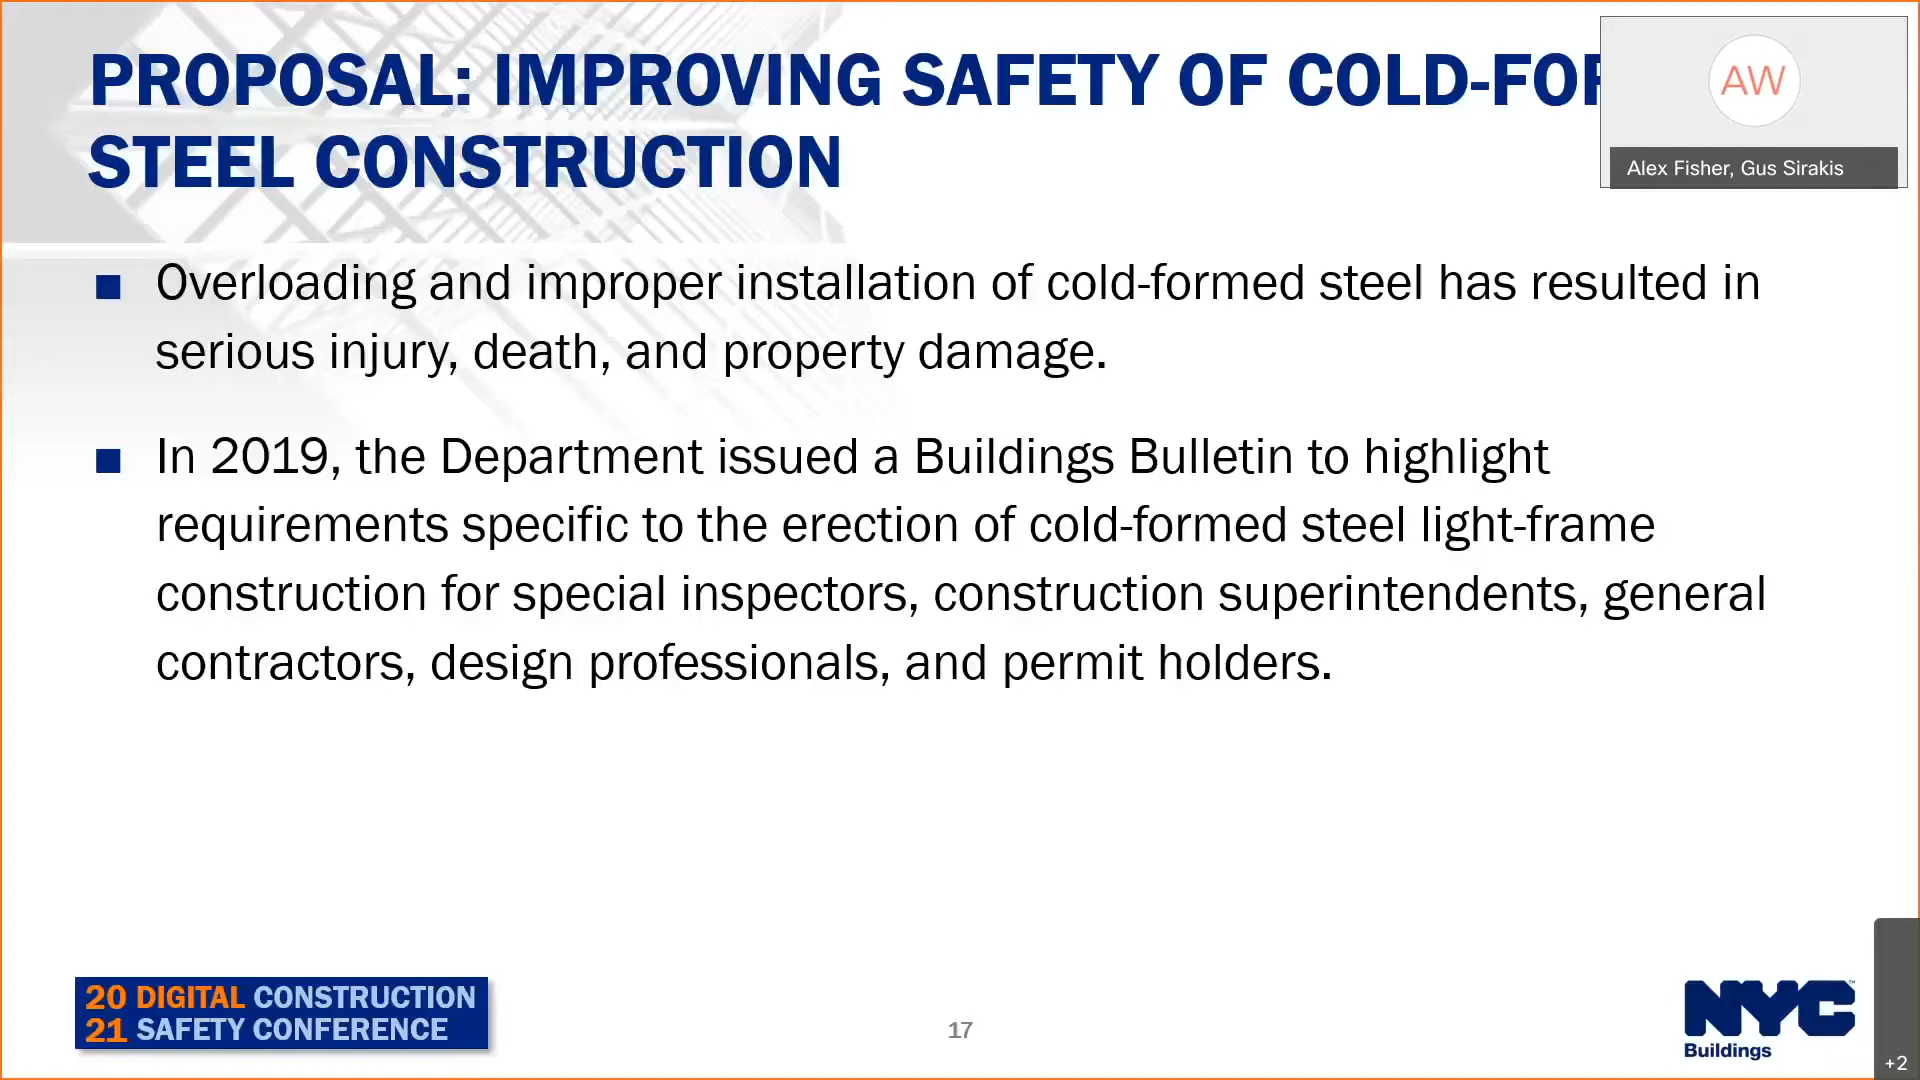 PROPOSAL: IMPROVING SAFETY OF COLD-FOR
STEEL CONSTRUCTION
AW
Alex Fisher, Gus Sirakis
■ Overloading and improper installation of cold-formed steel has resulted in
serious injury, death, and property damage.
■ In 2019, the Department issued a Buildings Bulletin to highlight
requirements specific to the erection of cold-formed steel light-frame
construction for special inspectors, construction superintendents, general
contractors, design professionals, and permit holders.
20 DIGITAL CONSTRUCTION
21 SAFETY CONFERENCE
17
NYC™
Buildings
+2